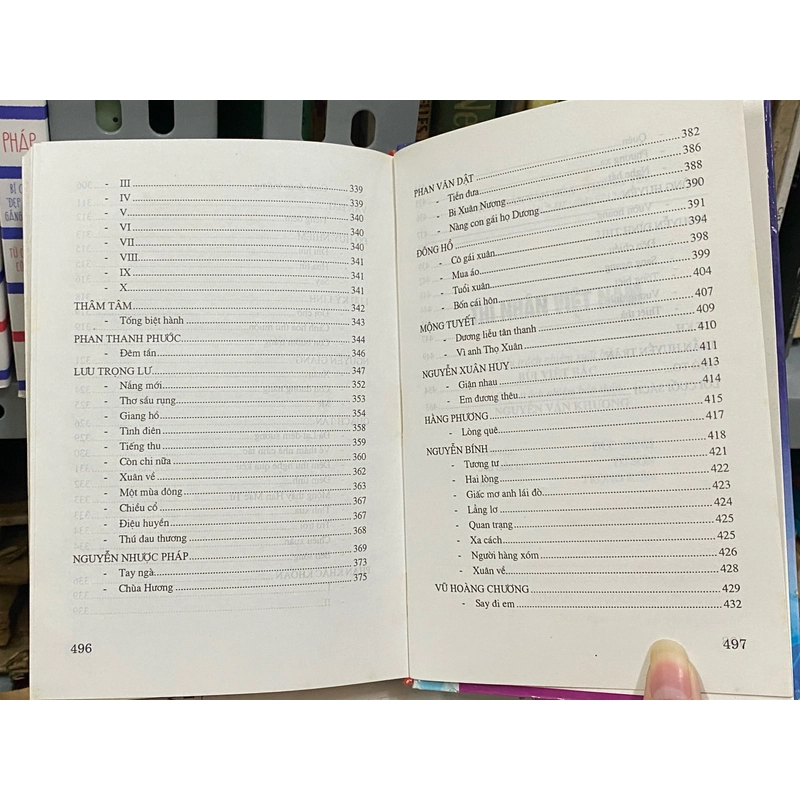 PHÁP
- III 339
- IV 339
- V 340
- VI 340
- VII 340
- VIII 341
- IX 341
- X 341
THÂM TÂM 342
- Tống biệt hành 343
PHAN THANH PHƯỚC 344
- Đêm tần 346
LƯU TRỌNG LƯ 347
- Nắng mới 352
- Thơ sầu rụng 353
- Giang hồ 354
- Tình điên 358
- Tiếng thu 359
- Còn chi nữa 360
- Xuân về 362
- Một mùa đông 363
- Chiều cổ 367
- Điệu huyền 367
- Thú đau thương 368
NGUYỄN NHƯỢC PHÁP 369
- Tay ngà 373
- Chùa Hương 375
496
PHAN VĂN DẬT 382
- Tiễn đưa 386
- Bi Xuân Nương 388
- Nàng con gái họ Dương 390
ĐÔNG HỒ 391
- Cô gái xuân 394
- Mua áo 398
- Tuổi xuân 399
- Bốn cái hôn 404
MỘNG TUYẾT 407
- Dương liễu tân thanh 409
- Vì anh Thọ Xuân 410
NGUYỄN XUÂN HUY 411
- Giận nhau 413
- Em đương thêu 414
HẰNG PHƯƠNG 415
- Lòng quê 417
NGUYỄN BÍNH 418
- Tương tư 421
- Hai lòng 422
- Giấc mơ anh lái đò 423
- Lẳng lơ 424
- Quan trạng 425
- Xa cách 425
- Người hàng xóm 426
- Xuân về 428
VŨ HOÀNG CHƯƠNG 429
- Say đi em 432
497